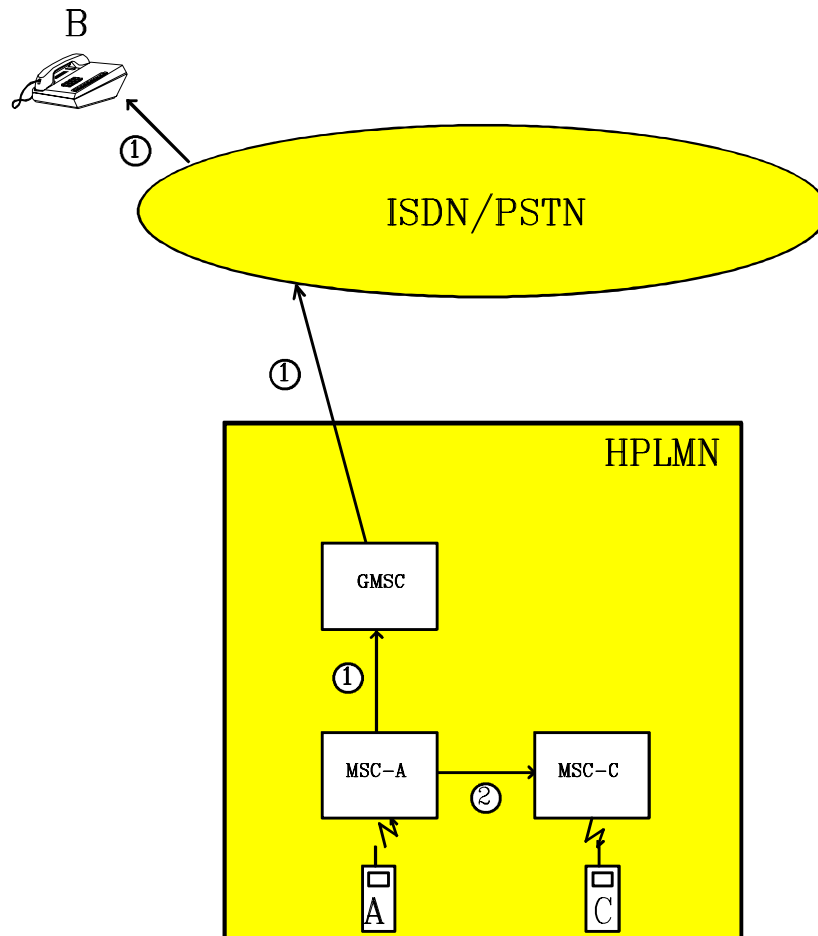 B
①
ISDN/PSTN
①
HPLMN
GMSC
①
MSC-A
MSC-C
②
A
C